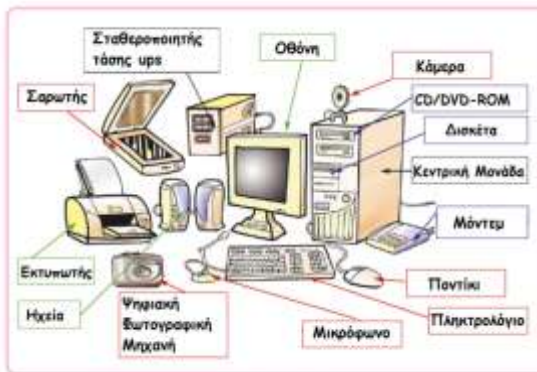 Σταθεροποιητής
τάσης ups
Οθόνη
Κάμερα
Σαρωτής
CD/DVD-ROM
Δισκέτα
Κεντρική Μονάδα
Μόντεμ
Εκτυπωτής
Ποντίκι
Ηχεία
Ψηφιακή
Φωτογραφική
Μηχανή
Μικρόφωνο
Πληκτρολόγιο